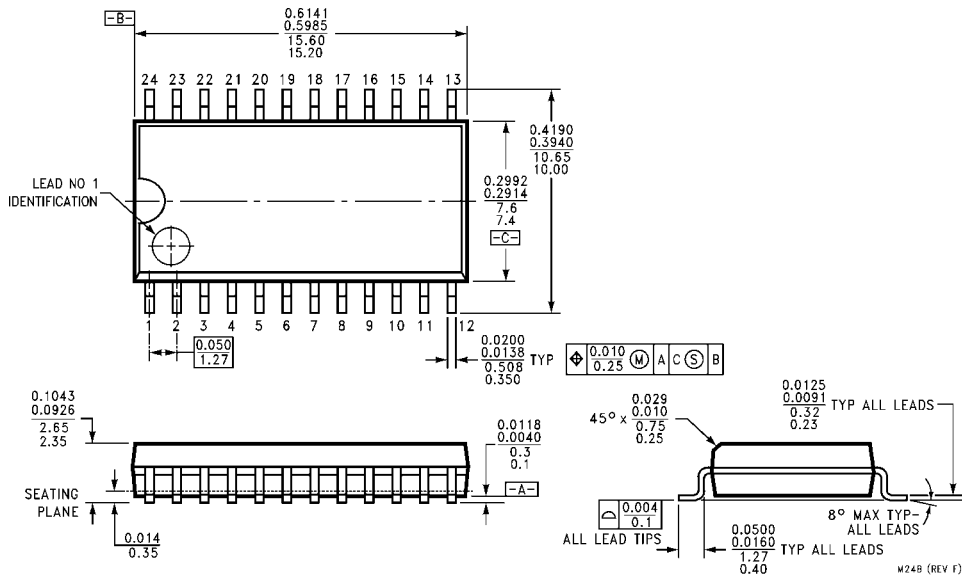 -B-
0.6141
0.5985
15.60
15.20
24 23 22 21 20 19 18 17 16 15 14 13
LEAD NO 1
IDENTIFICATION
0.4190
0.3940
10.65
10.00
0.2992
0.2914
7.6
7.4
-C-
1 2 3 4 5 6 7 8 9 10 11 12
0.050
1.27
0.0200
0.0138
0.508
0.350
TYP
⌖ 0.010
0.25 Ⓜ A C Ⓢ B
0.1043
0.0926
2.65
2.35
0.0118
0.0040
0.3
0.1
-A-
SEATING
PLANE
0.014
0.35
45° x
0.029
0.010
0.75
0.25
0.0125
0.0091
0.32
0.23
TYP ALL LEADS
0.004
0.1
ALL LEAD TIPS
0.0500
0.0160
1.27
0.40
TYP ALL LEADS
8° MAX TYP-
ALL LEADS
M24B (REV F)